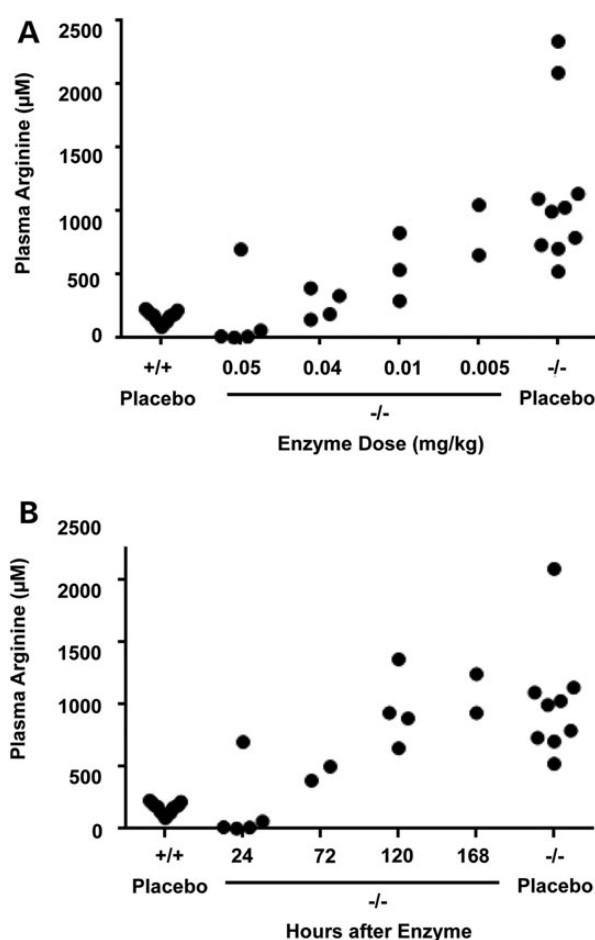 A
Plasma Arginine (µM)
2500
2000
1500
1000
500
0
+/+ 0.05 0.04 0.01 0.005 -/-
Placebo Placebo
-/-
Enzyme Dose (mg/kg)
B
Plasma Arginine (µM)
2500
2000
1500
1000
500
0
+/+ 24 72 120 168 -/-
Placebo Placebo
-/-
Hours after Enzyme